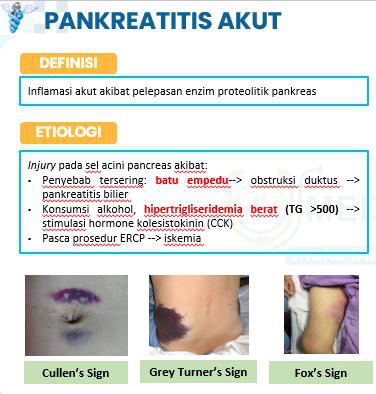 PANKREATITIS AKUT
DEFINISI
Inflamasi akut akibat pelepasan enzim proteolitik pankreas
ETIOLOGI
Injury pada sel acini pancreas akibat:
• Penyebab tersering: batu empedu--> obstruksi duktus -->
pankreatitis bilier
• Konsumsi alkohol, hipertrigliseridemia berat (TG >500) -->
stimulasi hormone kolesistokinin (CCK)
• Pasca prosedur ERCP --> iskemia
Cullen's Sign
Grey Turner's Sign
Fox's Sign